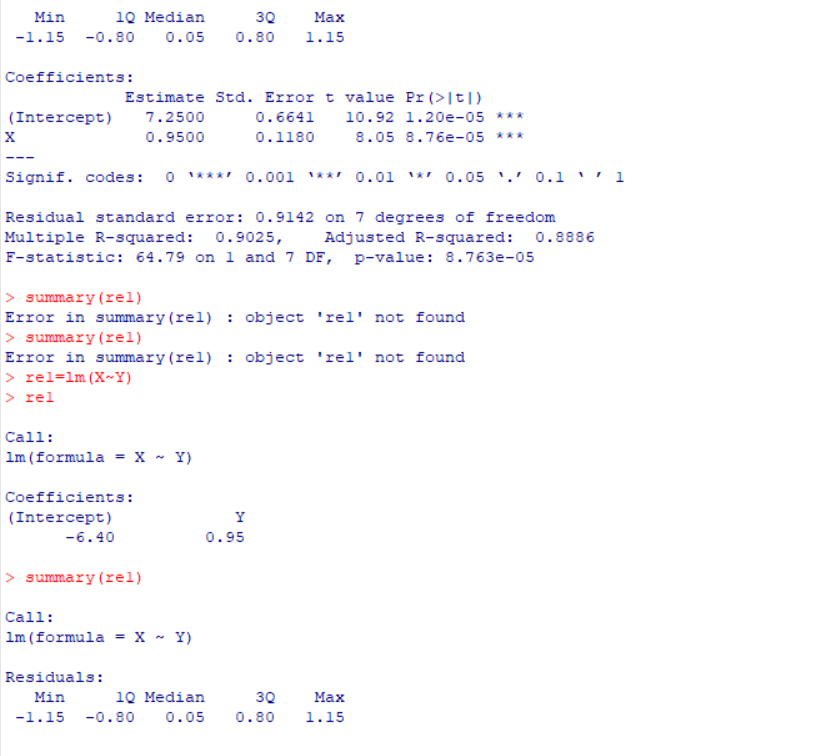 Min     1Q Median     3Q    Max
 -1.15  -0.80   0.05   0.80   1.15

Coefficients:
            Estimate Std. Error t value Pr(>|t|)
(Intercept)   7.2500     0.6641   10.92 1.20e-05 ***
X             0.9500     0.1180    8.05 8.76e-05 ***
---
Signif. codes:  0 ‘***’ 0.001 ‘**’ 0.01 ‘*’ 0.05 ‘.’ 0.1 ‘ ’ 1

Residual standard error: 0.9142 on 7 degrees of freedom
Multiple R-squared:  0.9025,    Adjusted R-squared:  0.8886
F-statistic: 64.79 on 1 and 7 DF,  p-value: 8.763e-05

> summary(rel)
Error in summary(rel) : object 'rel' not found
> summary(rel)
Error in summary(rel) : object 'rel' not found
> rel=lm(X~Y)
> rel

Call:
lm(formula = X ~ Y)

Coefficients:
(Intercept)            Y
      -6.40         0.95

> summary(rel)

Call:
lm(formula = X ~ Y)

Residuals:
   Min     1Q Median     3Q    Max
 -1.15  -0.80   0.05   0.80   1.15